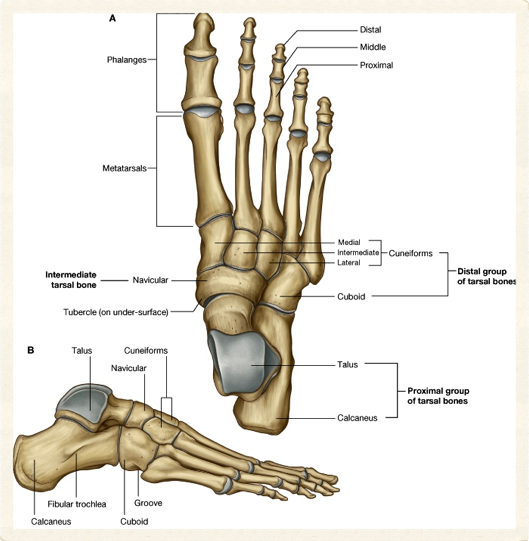 A
Distal
Middle
Proximal
Phalanges
Metatarsals
Medial
Intermediate
Lateral
Cuneiforms
Distal group
of tarsal bones
Intermediate
tarsal bone
Navicular
Cuboid
Tubercle (on under-surface)
B
Talus
Cuneiforms
Navicular
Talus
Proximal group
of tarsal bones
Calcaneus
Fibular trochlea
Groove
Calcaneus
Cuboid